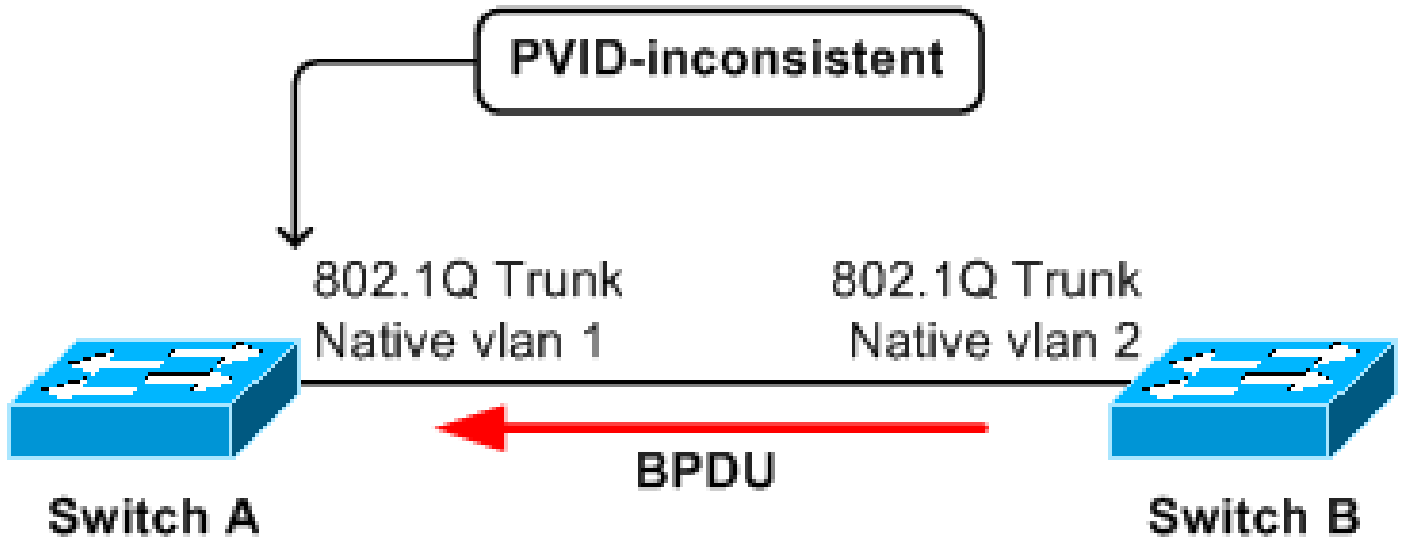 PVID-inconsistent
802.1Q Trunk
Native vlan 1
802.1Q Trunk
Native vlan 2
BPDU
Switch A
Switch B